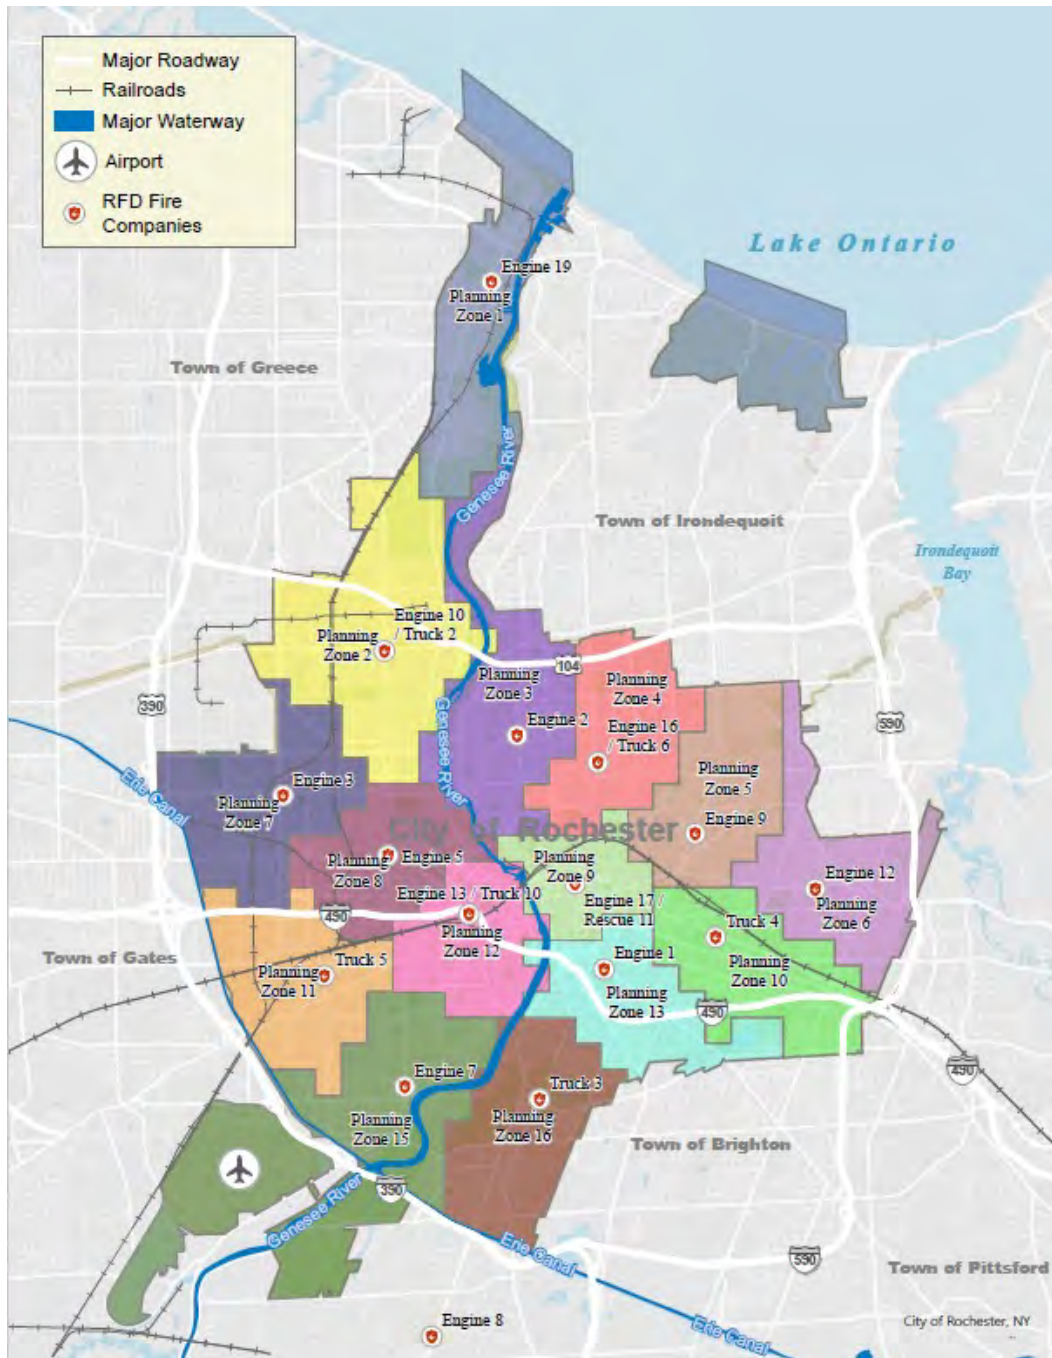 Major Roadway
Railroads
Major Waterway
Airport
RFD Fire
Companies
Lake Ontario
Engine 19
Planning
Zone 1
Town of Greece
Genesee River
Town of Irondequoit
Irondequoit
Bay
Engine 10
/ Truck 2
Planning
Zone 2
104
Planning
Zone 3
Planning
Zone 4
390
Genesee River
Engine 2
Engine 16
/ Truck 6
590
Erie Canal
Engine 3
Planning
Zone 7
Planning
Zone 5
Engine 9
City of Rochester
Engine 5
Planning
Zone 8
Planning
Zone 9
Engine 12
Planning
Zone 6
Engine 13 / Truck 10
Engine 17 /
Rescue 11
490
Planning
Zone 12
Truck 4
Town of Gates
Truck 5
Planning
Zone 11
Engine 1
Planning
Zone 10
Planning
Zone 13
490
Engine 7
490
Truck 3
Planning
Zone 15
Planning
Zone 16
Town of Brighton
390
Genesee River
Erie Canal
590
Town of Pittsford
Engine 8
Erie Canal
City of Rochester, NY